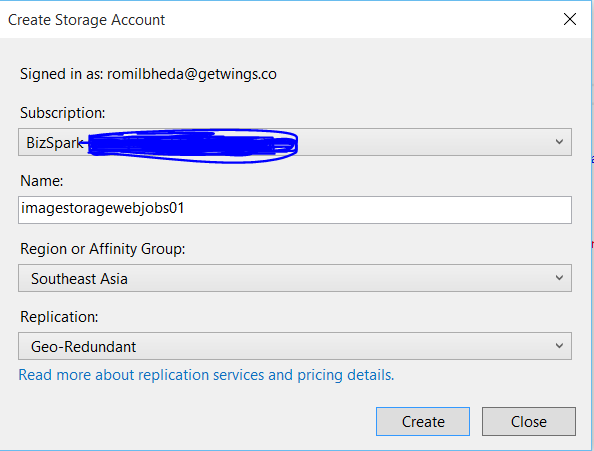 Create Storage Account
Signed in as: romilbheda@getwings.co
Subscription:
BizSpark
Name:
imagestoragewebjobs01
Region or Affinity Group:
Southeast Asia
Replication:
Geo-Redundant
Read more about replication services and pricing details.
Create Close